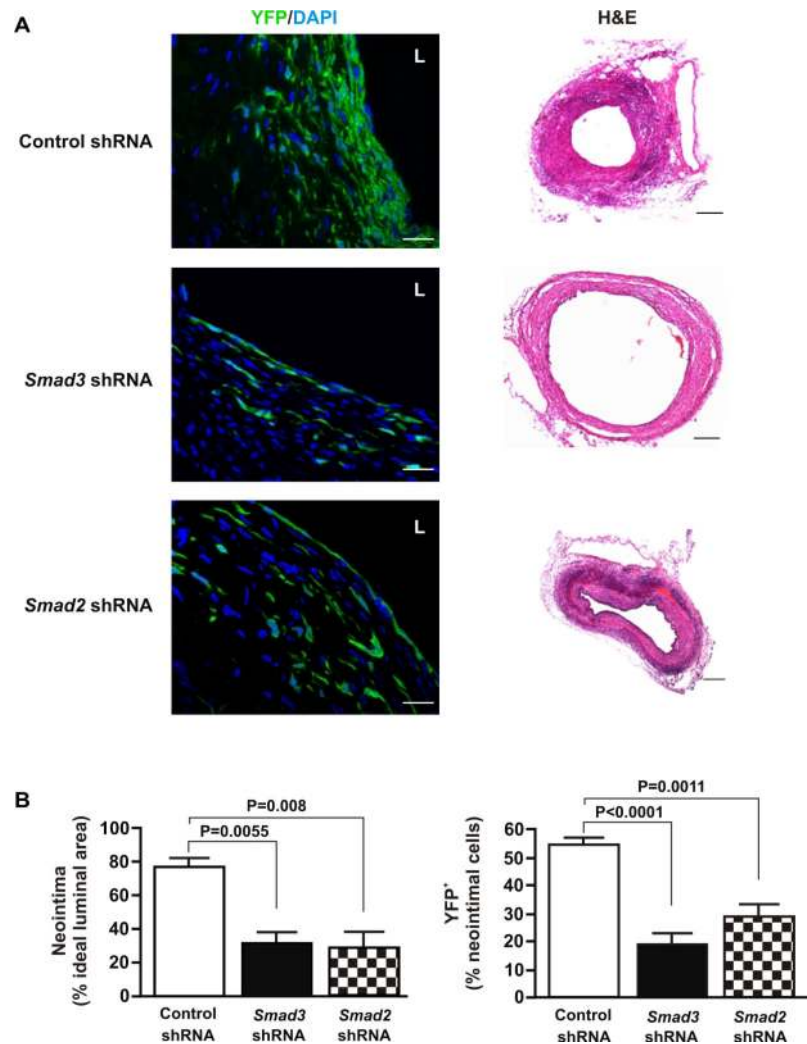 A
YFP/DAPI
H&E
Control shRNA
L
Smad3 shRNA
L
Smad2 shRNA
L
B
P=0.008
P=0.0055
Neointima
(% ideal luminal area)
100
80
60
40
20
0
Control
shRNA
Smad3
shRNA
Smad2
shRNA
P=0.0011
P<0.0001
YFP⁺
(% neointimal cells)
60
50
40
30
20
10
0
Control
shRNA
Smad3
shRNA
Smad2
shRNA